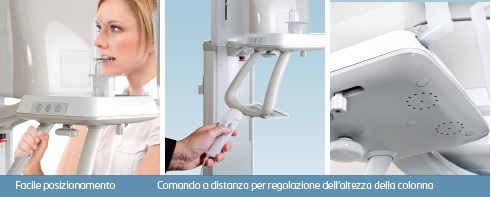 Facile posizionamento
Comando a distanza per regolazione dell'altezza della colonna